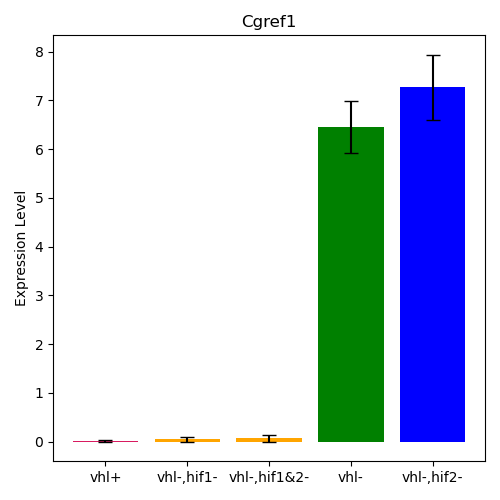 Cgref1
Expression Level
8
7
6
5
4
3
2
1
0
vhl+
vhl-,hif1-
vhl-,hif1&2-
vhl-
vhl-,hif2-